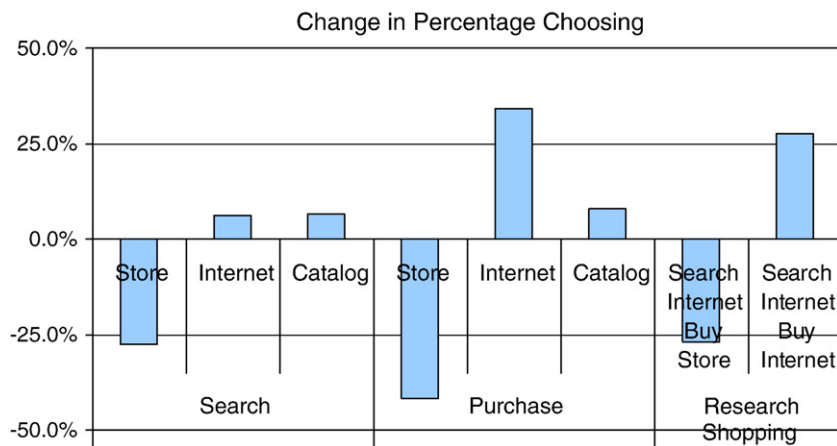 Change in Percentage Choosing
50.0%
25.0%
0.0%
-25.0%
-50.0%
Store
Internet
Catalog
Store
Internet
Catalog
Search
Internet
Buy
Store
Search
Internet
Buy
Internet
Search
Purchase
Research
Shopping